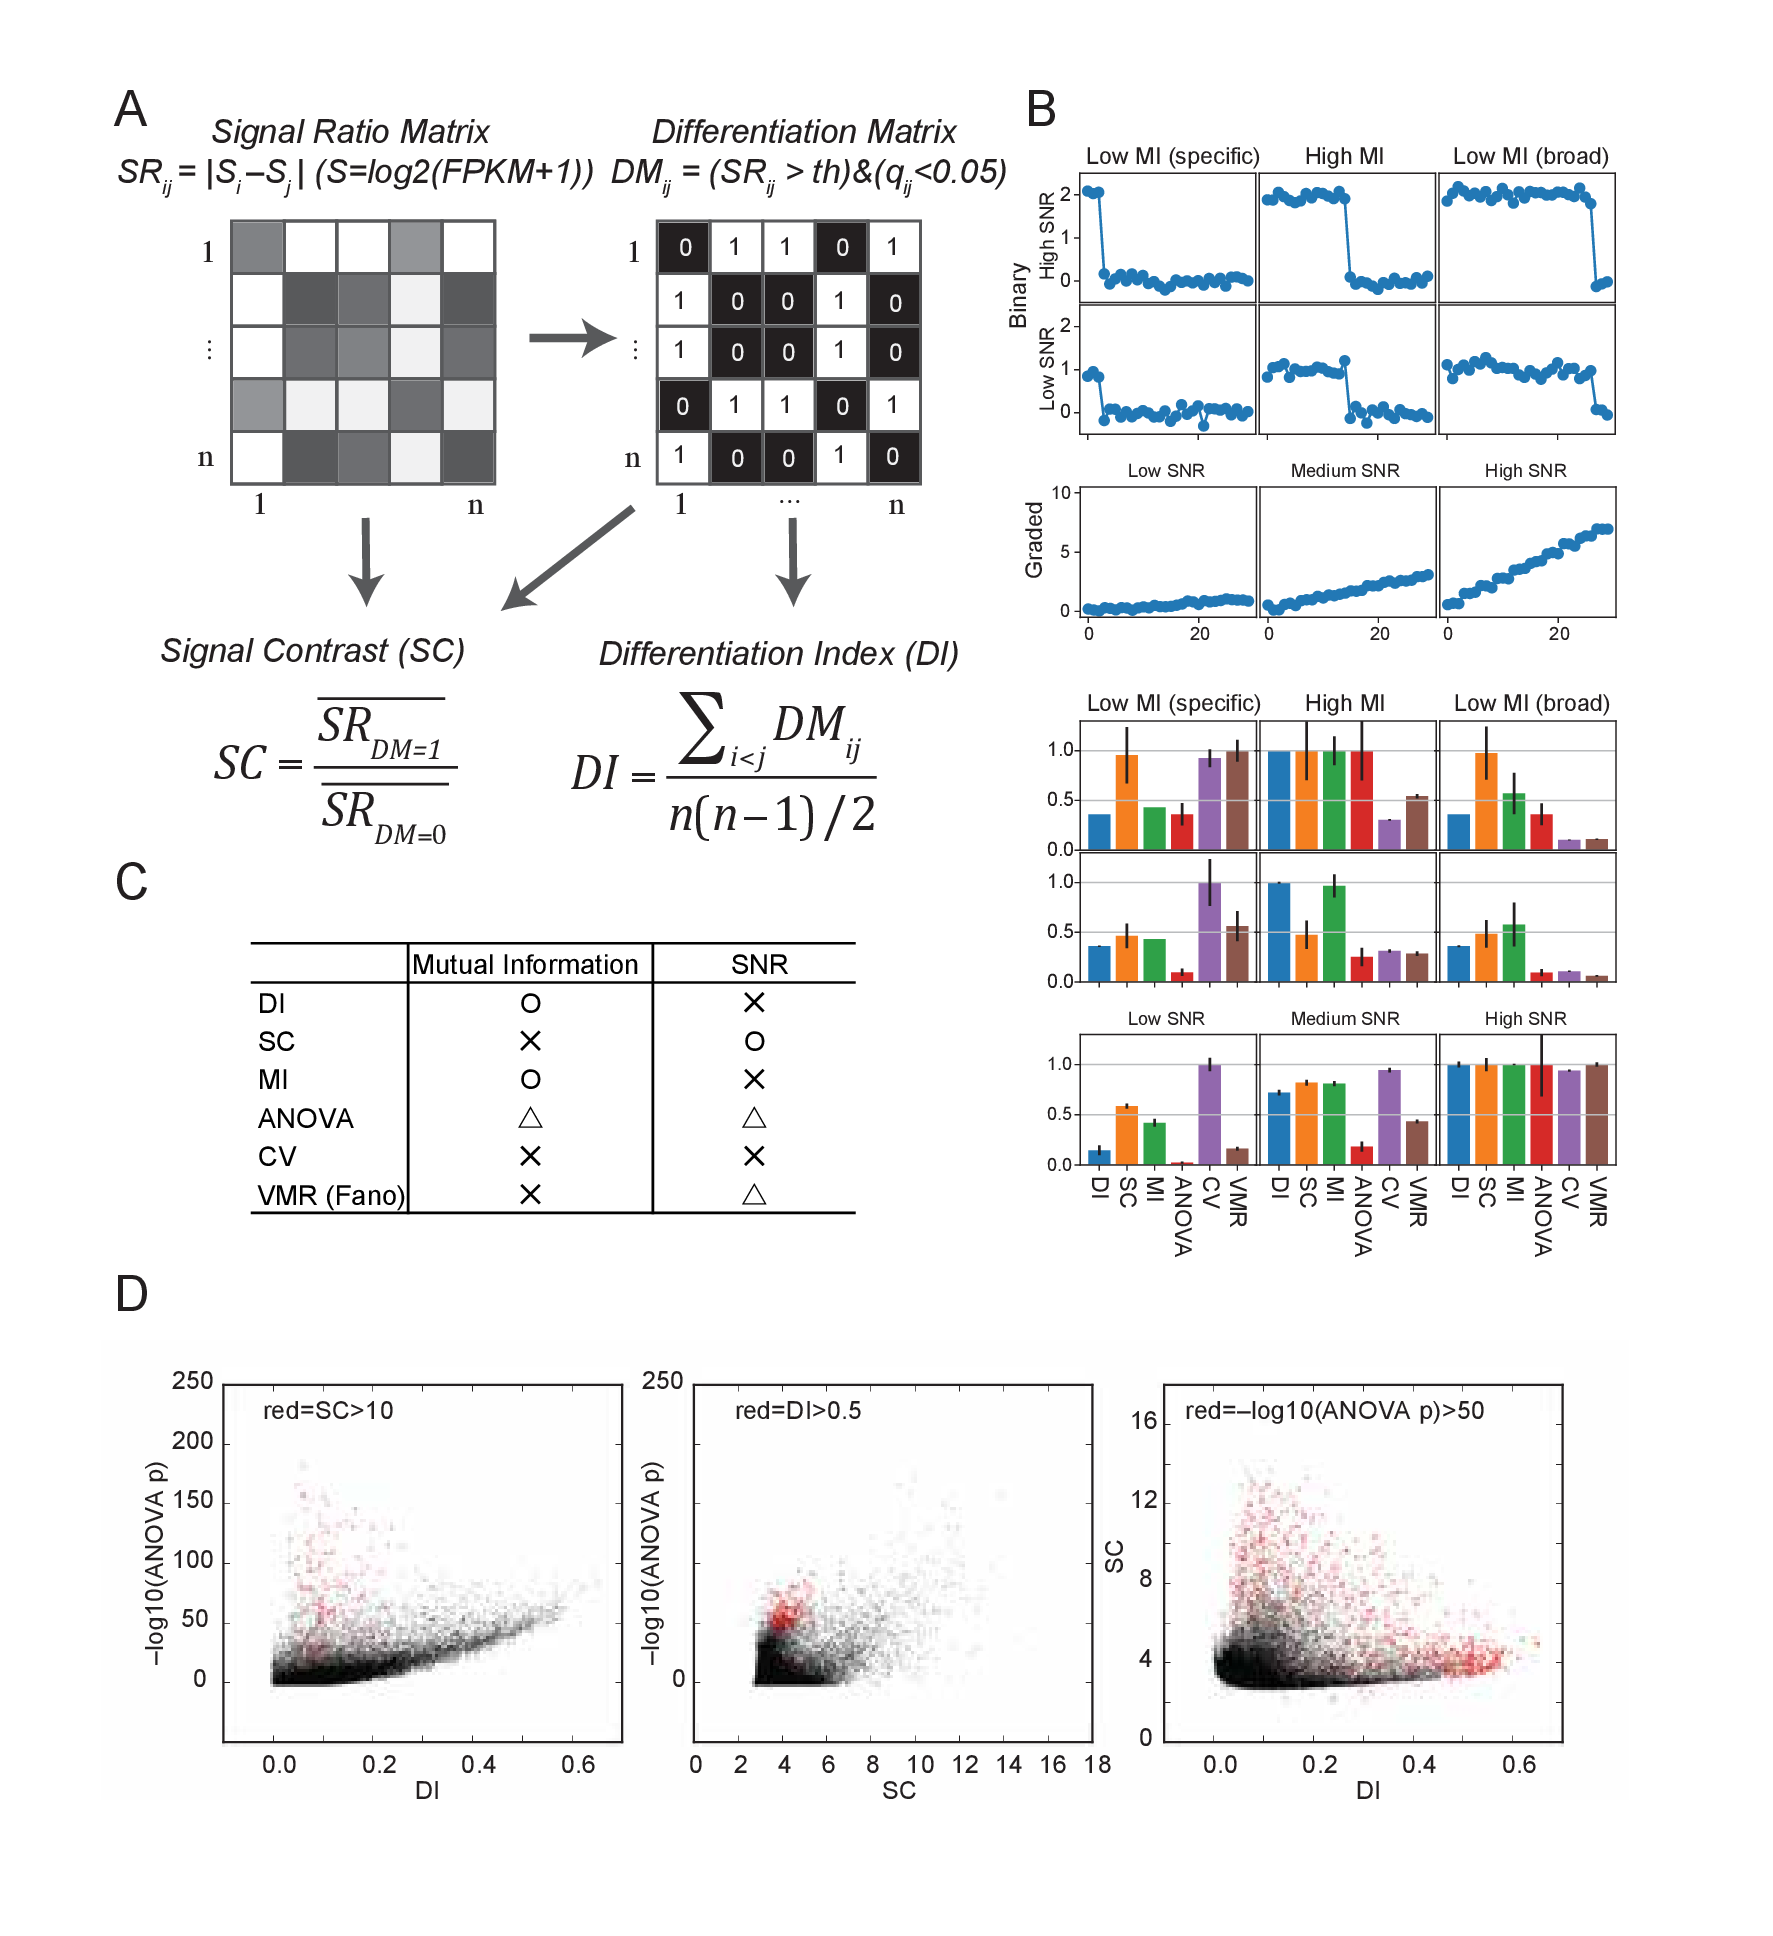 A
Signal Ratio Matrix
SRij = |Si–Sj| (S=log2(FPKM+1))
Differentiation Matrix
DMij = (SRij > th)&(qij<0.05)
1
...
n
1
n
1
...
n
0 1 1 0 1
1 0 0 1 0
1 0 0 1 0
0 1 1 0 1
1 0 0 1 0
1 ... n
Signal Contrast (SC)
SC = SRDM=1 / SRDM=0
Differentiation Index (DI)
DI = ∑i<j DMij / n(n−1)/2
B
Low MI (specific) High MI Low MI (broad)
Binary
High SNR
2
1
0
Low SNR
2
1
0
Low SNR Medium SNR High SNR
Graded
10
5
0
0 20 0 20 0 20
Low MI (specific) High MI Low MI (broad)
1.0
0.5
0.0
1.0
0.5
0.0
Low SNR Medium SNR High SNR
1.0
0.5
0.0
DI SC MI ANOVA CV VMR DI SC MI ANOVA CV VMR DI SC MI ANOVA CV VMR
C
Mutual Information SNR
DI O ×
SC × O
MI O ×
ANOVA △ △
CV × ×
VMR (Fano) × △
D
red=SC>10
–log10(ANOVA p)
250
200
150
100
50
0
0.0 0.2 0.4 0.6
DI
red=DI>0.5
–log10(ANOVA p)
250
0
0 2 4 6 8 10 12 14 16 18
SC
red=–log10(ANOVA p)>50
SC
16
12
8
4
0
0.0 0.2 0.4 0.6
DI